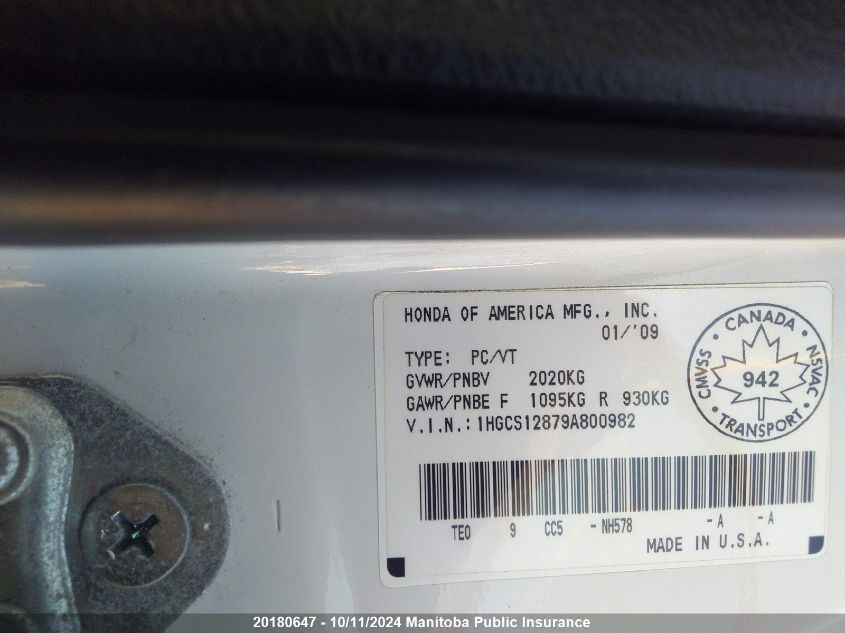 HONDA OF AMERICA MFG., INC.
01/'09
TYPE: PC/VT
GVWR/PNBV 2020KG
GAWR/PNBE F 1095KG R 930KG
V.I.N.: 1HGCS12879A800982
CANADA
CMVSS
NSVAC
942
TRANSPORT
TE0 9 CC5 -NH578 -A -A
MADE IN U.S.A.
20180647 - 10/11/2024 Manitoba Public Insurance